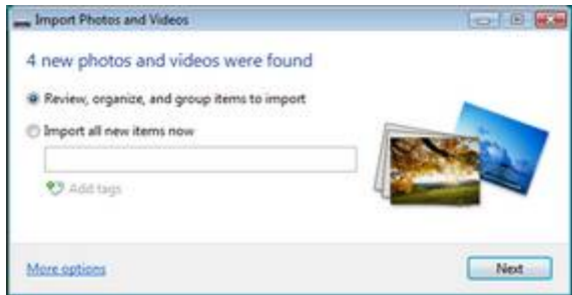 Import Photos and Videos
4 new photos and videos were found
Review, organize, and group items to import
Import all new items now
Add tags
More options
Next